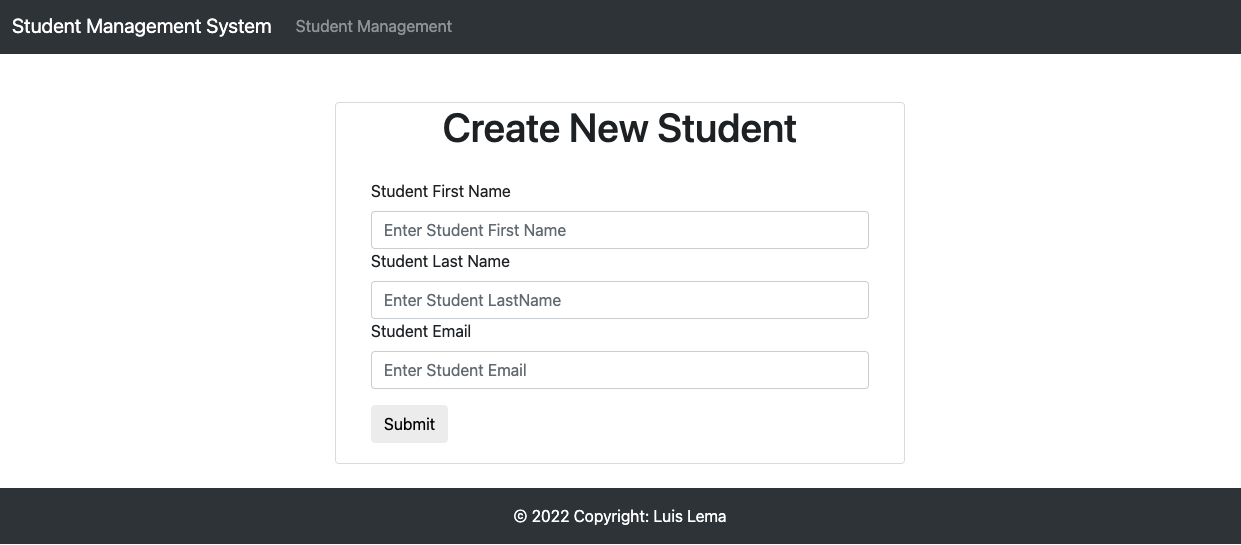 Student Management System Student Management
Create New Student
Student First Name
Enter Student First Name
Student Last Name
Enter Student LastName
Student Email
Enter Student Email
Submit
© 2022 Copyright: Luis Lema